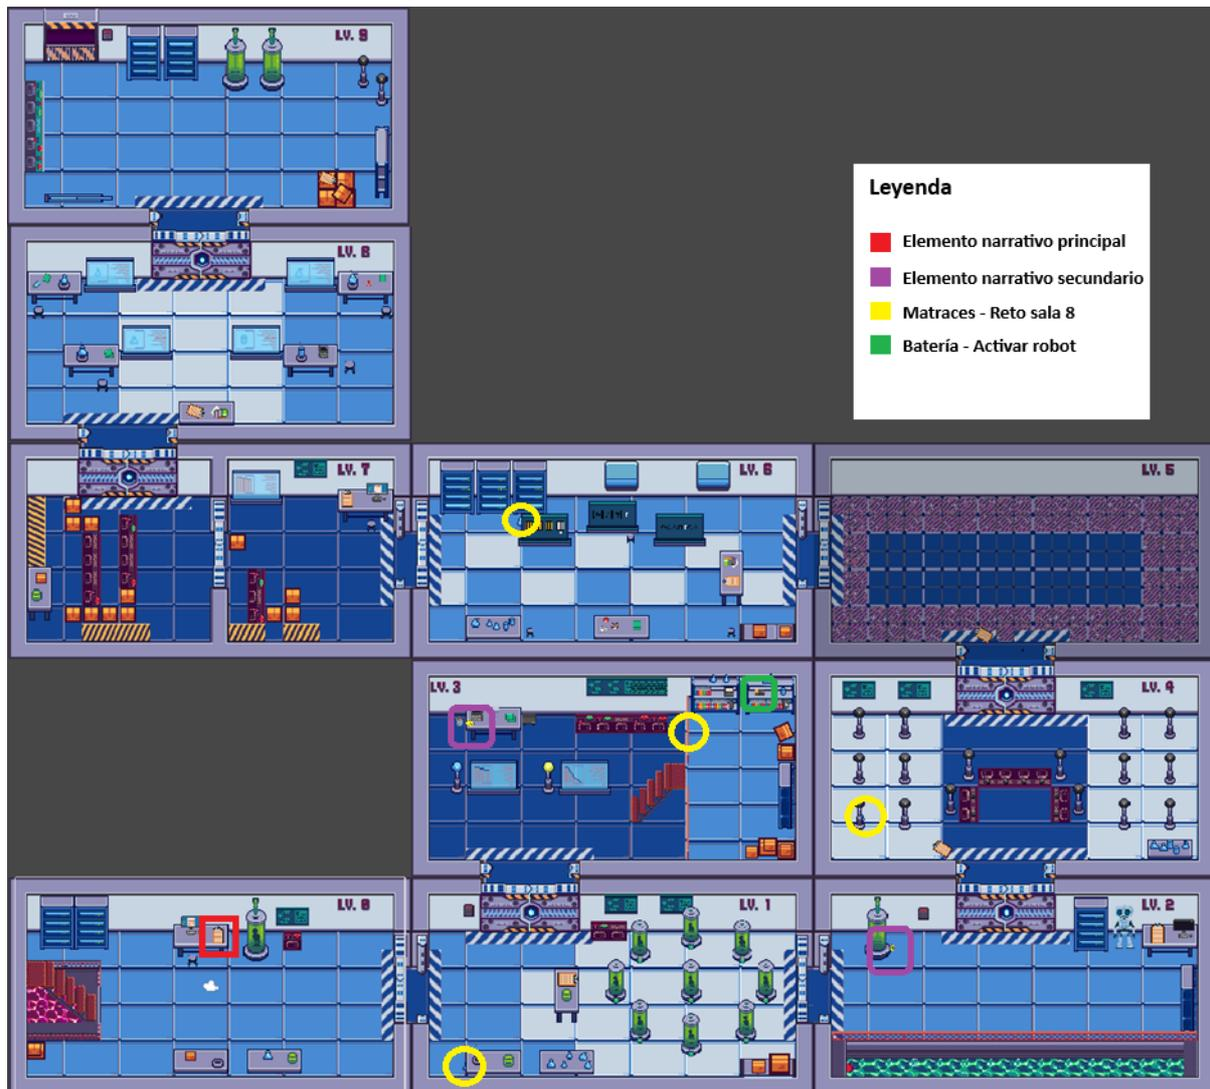 LV. 9
Leyenda
Elemento narrativo principal
LV. 8
Elemento narrativo secundario
Matraces - Reto sala 8
Batería - Activar robot
LV. 7
LV. 6
LV. 5
LV. 3
LV. 4
LV. 0
LV. 1
LV. 2